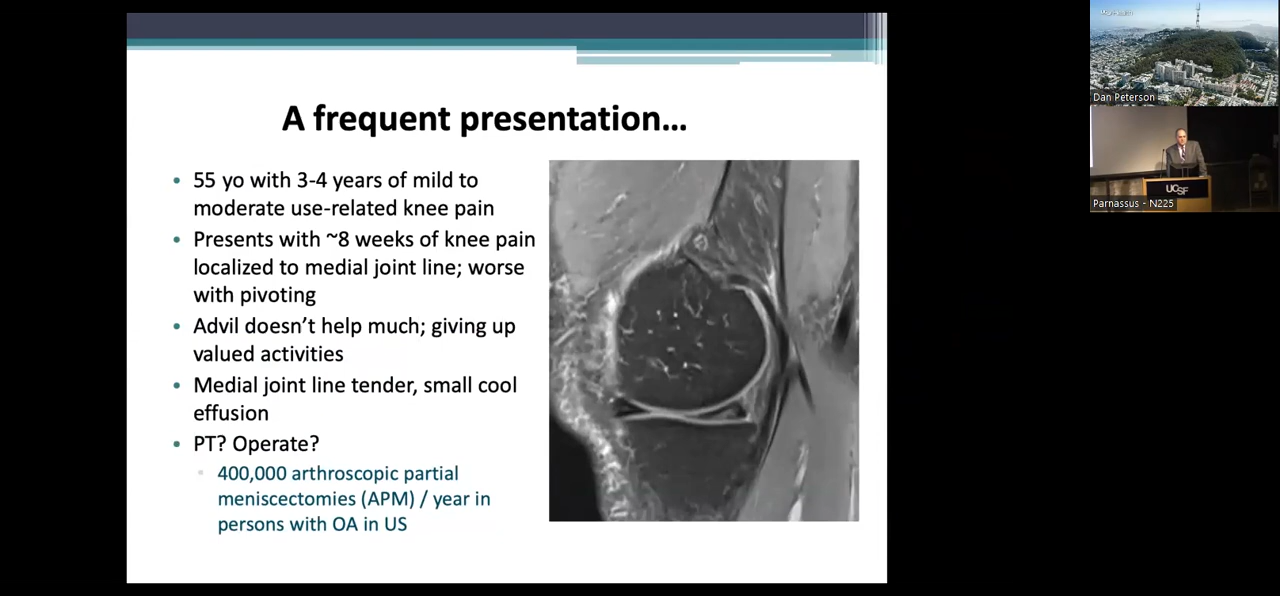 A frequent presentation...
• 55 yo with 3-4 years of mild to
moderate use-related knee pain
• Presents with ~8 weeks of knee pain
localized to medial joint line; worse
with pivoting
• Advil doesn't help much; giving up
valued activities
• Medial joint line tender, small cool
effusion
• PT? Operate?
▫ 400,000 arthroscopic partial
meniscectomies (APM) / year in
persons with OA in US
Dan Peterson
UCSF
Parnassus - N225